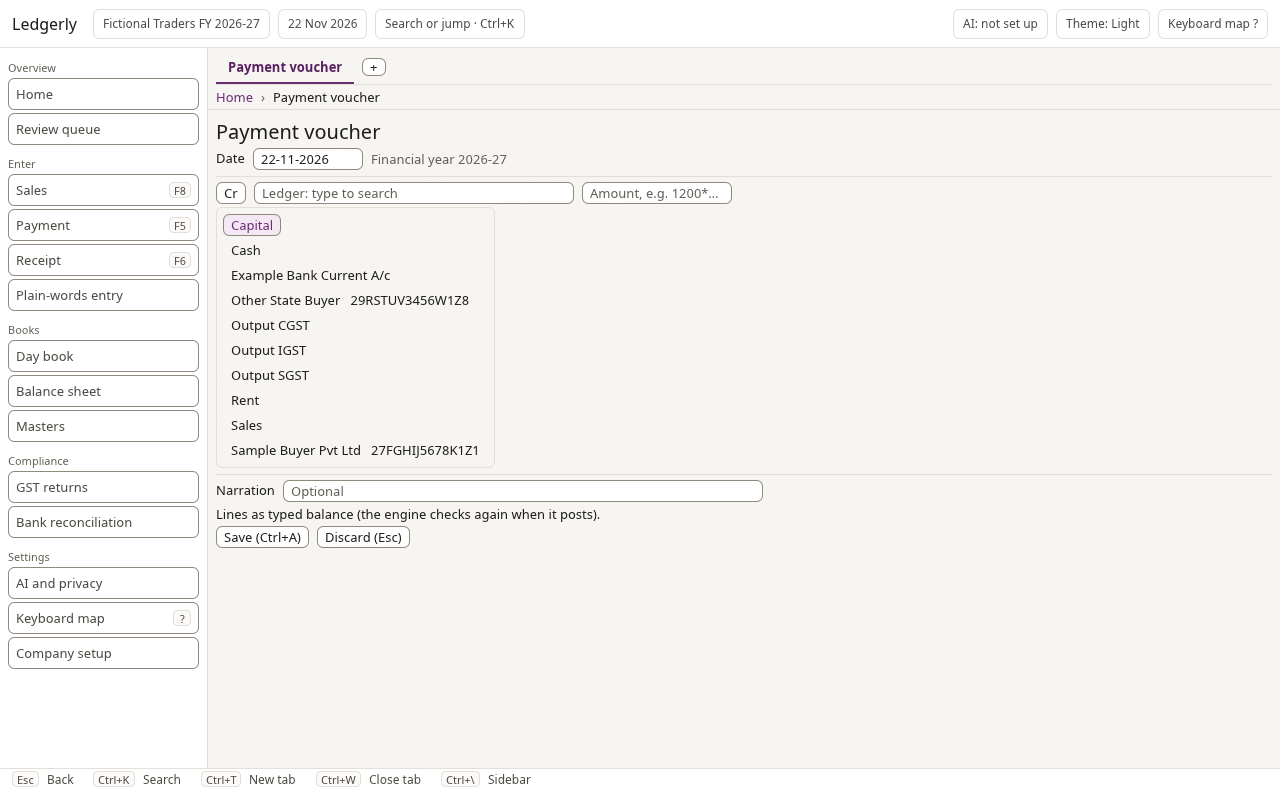 Ledgerly
Fictional Traders FY 2026-27
22 Nov 2026
Search or jump · Ctrl+K
AI: not set up
Theme: Light
Keyboard map ?
Overview
Home
Review queue
Enter
Sales F8
Payment F5
Receipt F6
Plain-words entry
Books
Day book
Balance sheet
Masters
Compliance
GST returns
Bank reconciliation
Settings
AI and privacy
Keyboard map ?
Company setup
Payment voucher +
Home › Payment voucher
Payment voucher
Date 22-11-2026 Financial year 2026-27
Cr Ledger: type to search Amount, e.g. 1200*...
Capital
Cash
Example Bank Current A/c
Other State Buyer 29RSTUV3456W1Z8
Output CGST
Output IGST
Output SGST
Rent
Sales
Sample Buyer Pvt Ltd 27FGHIJ5678K1Z1
Narration Optional
Lines as typed balance (the engine checks again when it posts).
Save (Ctrl+A) Discard (Esc)
Esc Back Ctrl+K Search Ctrl+T New tab Ctrl+W Close tab Ctrl+\ Sidebar